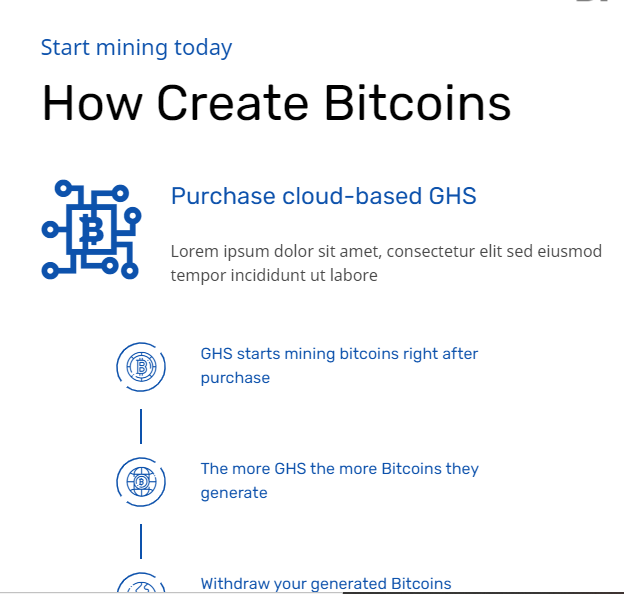 Start mining today
How Create Bitcoins
Purchase cloud-based GHS
Lorem ipsum dolor sit amet, consectetur elit sed eiusmod
tempor incididunt ut labore
GHS starts mining bitcoins right after
purchase
The more GHS the more Bitcoins they
generate
Withdraw your generated Bitcoins